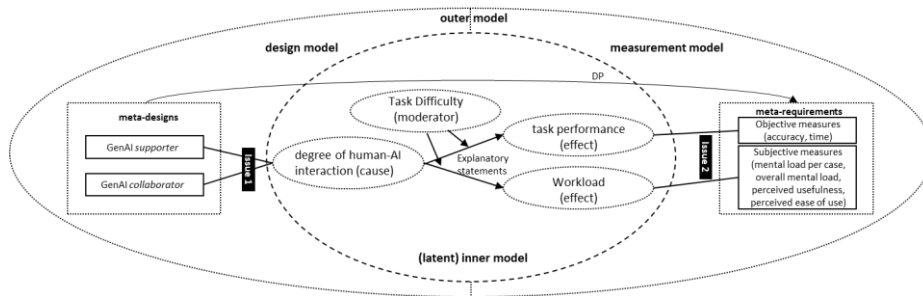 outer model
design model
measurement model
DP
meta-designs
GenAI supporter
GenAI collaborator
Issue 1
degree of human-AI
interaction (cause)
Task Difficulty
(moderator)
Explanatory
statements
task performance
(effect)
Workload
(effect)
Issue 2
meta-requirements
Objective measures
(accuracy, time)
Subjective measures
(mental load per case,
overall mental load,
perceived usefulness,
perceived ease of use)
(latent) inner model